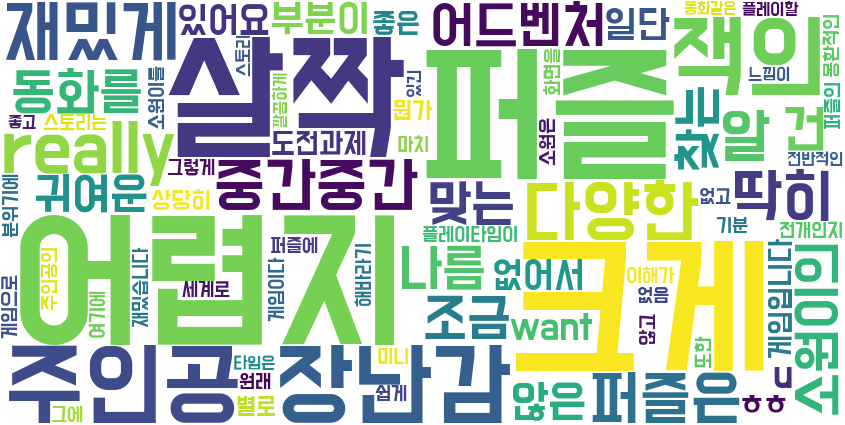 재밌게
있어요
부분이
좋은
어드벤처
일단
동화같은
플레이할
스토리
살짝
퍼즐
잭의
느낌이
몽환적인
퍼즐의
동화를
소원이들
깔끔하게
있긴
화면을
좋고
스토리는
뭔가
really
도전과제
마치
소원은
찾는
알
건
그렇게
전반적인
분위기에
귀여운
상당히
중간중간
맞는
다양한
없고
딱히
기분
전개인지
플레이타임이
퍼즐에
어렵지
크게
나름
없어서
이해가
게임입니다
소원이의
주인공인
세계로
게임이다
해바라기
없음
게임으로
여기에
재밌습니다
조금
want
않고
또한
주인공
타임은
원래
장난감
미니
쉽게
별로
그에
않은
퍼즐은
ㅎㅎ
ㄷ